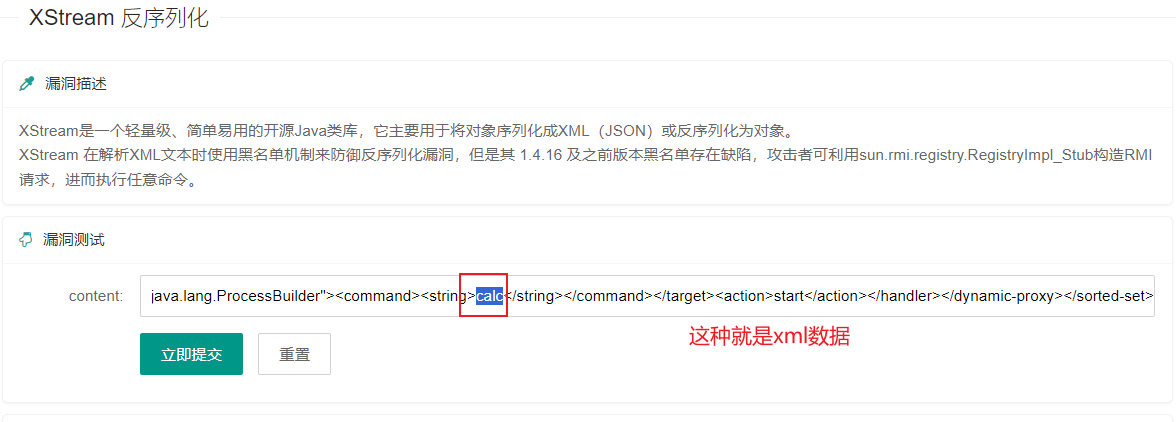 XStream 反序列化
漏洞描述
XStream是一个轻量级、简单易用的开源Java类库，它主要用于将对象序列化成XML（JSON）或反序列化为对象。
XStream 在解析XML文本时使用黑名单机制来防御反序列化漏洞，但是其 1.4.16 及之前版本黑名单存在缺陷，攻击者可利用sun.rmi.registry.RegistryImpl_Stub构造RMI
请求，进而执行任意命令。
漏洞测试
content:
java.lang.ProcessBuilder"><command><string>calc</string></command></target><action>start</action></handler></dynamic-proxy></sorted-set>
这种就是xml数据
立即提交
重置